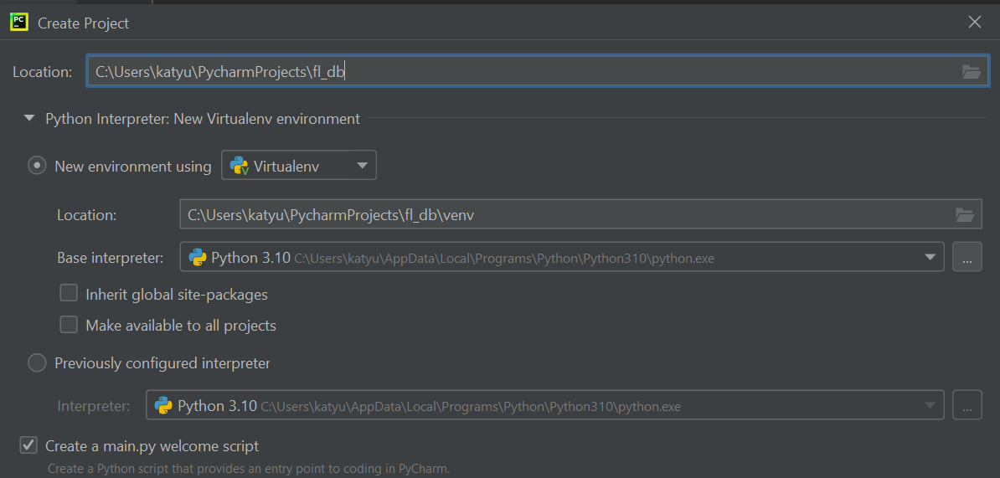 PC
Create Project
Location: C:\Users\katyu\PycharmProjects\fl_db
Python Interpreter: New Virtualenv environment
New environment using Virtualenv
Location: C:\Users\katyu\PycharmProjects\fl_db\venv
Base interpreter: Python 3.10 C:\Users\katyu\AppData\Local\Programs\Python\Python310\python.exe ...
Inherit global site-packages
Make available to all projects
Previously configured interpreter
Interpreter: Python 3.10 C:\Users\katyu\AppData\Local\Programs\Python\Python310\python.exe ...
Create a main.py welcome script
Create a Python script that provides an entry point to coding in PyCharm.